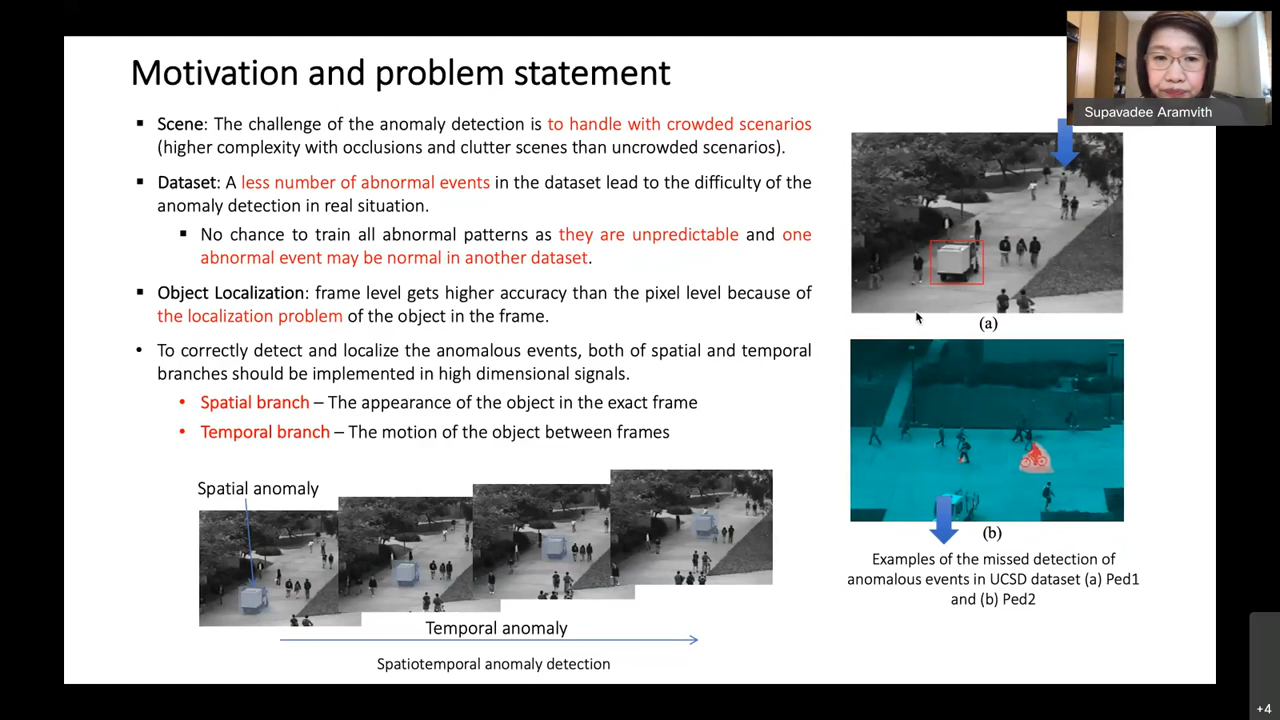 Motivation and problem statement
Supavadee Aramvith
▪ Scene: The challenge of the anomaly detection is to handle with crowded scenarios
(higher complexity with occlusions and clutter scenes than uncrowded scenarios).
▪ Dataset: A less number of abnormal events in the dataset lead to the difficulty of the
anomaly detection in real situation.
▪ No chance to train all abnormal patterns as they are unpredictable and one
abnormal event may be normal in another dataset.
▪ Object Localization: frame level gets higher accuracy than the pixel level because of
the localization problem of the object in the frame.
• To correctly detect and localize the anomalous events, both of spatial and temporal
branches should be implemented in high dimensional signals.
• Spatial branch – The appearance of the object in the exact frame
• Temporal branch – The motion of the object between frames
Spatial anomaly
Temporal anomaly
Spatiotemporal anomaly detection
(a)
(b)
Examples of the missed detection of
anomalous events in UCSD dataset (a) Ped1
and (b) Ped2
+4